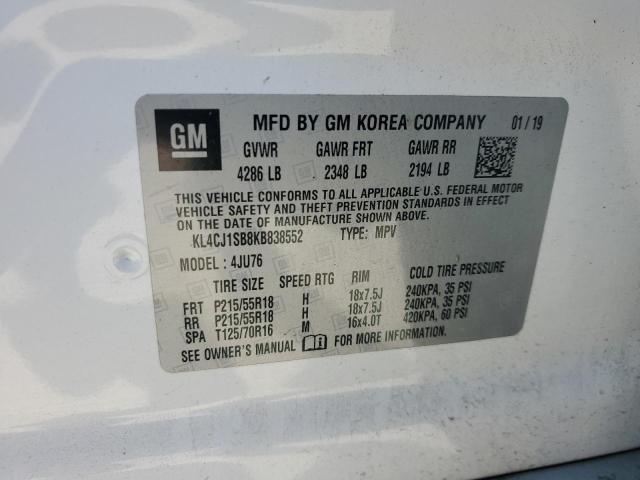 GM
MFD BY GM KOREA COMPANY 01 / 19
GVWR GAWR FRT GAWR RR
4286 LB 2348 LB 2194 LB
THIS VEHICLE CONFORMS TO ALL APPLICABLE U.S. FEDERAL MOTOR
VEHICLE SAFETY AND THEFT PREVENTION STANDARDS IN EFFECT
ON THE DATE OF MANUFACTURE SHOWN ABOVE.
KL4CJ1SB8KB838552 TYPE: MPV
MODEL: 4JU76
TIRE SIZE SPEED RTG RIM COLD TIRE PRESSURE
FRT P215/55R18 H 18x7.5J 240KPA, 35 PSI
RR P215/55R18 H 18x7.5J 240KPA, 35 PSI
SPA T125/70R16 M 16x4.0T 420KPA, 60 PSI
SEE OWNER'S MANUAL FOR MORE INFORMATION.